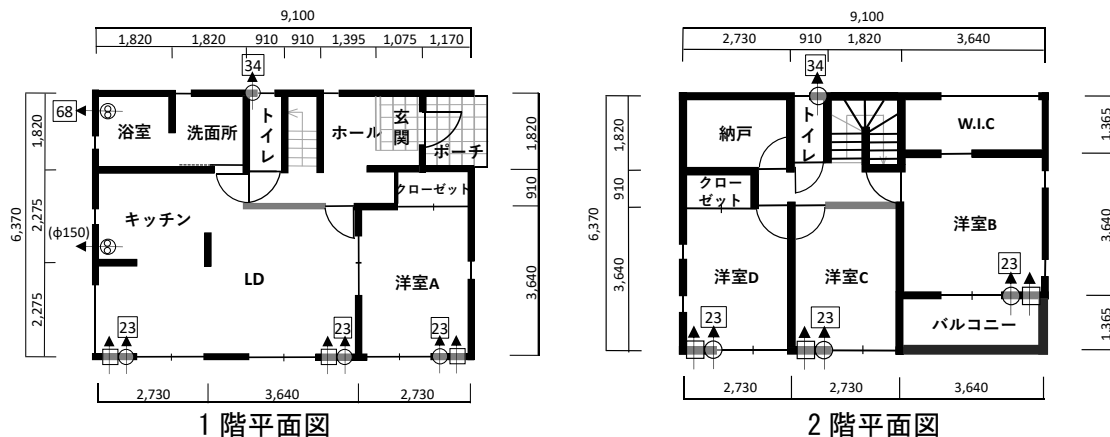 9,100
1,820 1,820 910 910 1,395 1,075 1,170
34
68
浴室
洗面所
トイレ
ホール
玄関
ポーチ
クローゼット
キッチン
(φ150)
LD
洋室A
23
23
23
1,820
2,275
2,275
6,370
1,820
910
3,640
2,730 3,640 2,730
1階平面図
9,100
2,730 910 1,820 3,640
34
納戸
トイレ
W.I.C
クロー
ゼット
洋室B
洋室D
洋室C
23
23
23
バルコニー
1,820
910
3,640
6,370
1,365
3,640
1,365
2,730 2,730 3,640
2階平面図